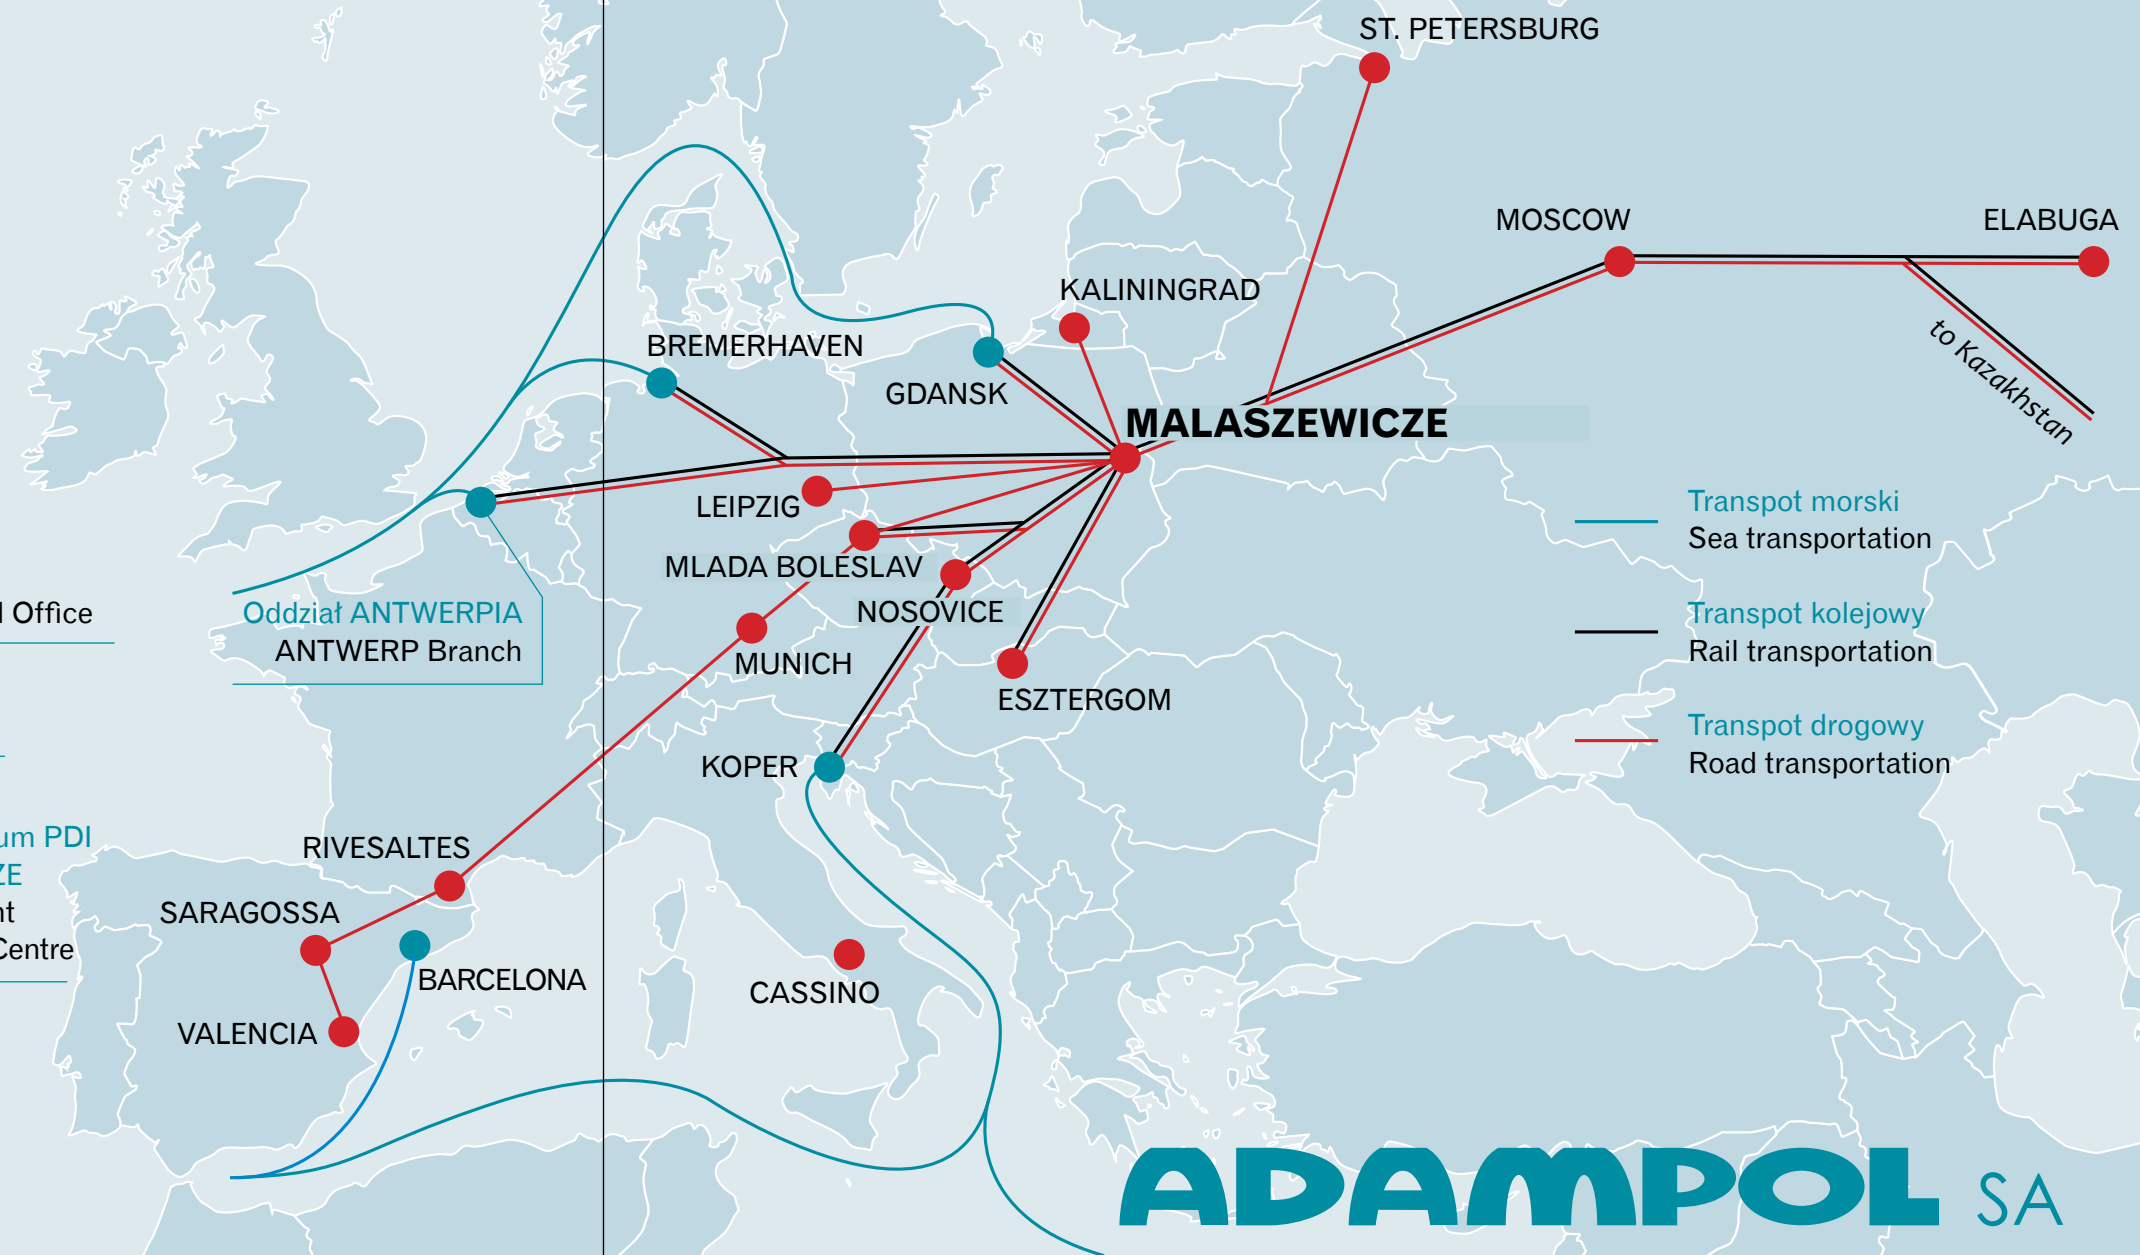 ST. PETERSBURG
MOSCOW
ELABUGA
KALININGRAD
to Kazakhstan
BREMERHAVEN
GDANSK
MALASZEWICZE
LEIPZIG
MLADA BOLESLAV
NOSOVICE
MUNICH
ESZTERGOM
KOPER
Office
Oddział ANTWERPIA
ANTWERP Branch
Transpot morski
Sea transportation
Transpot kolejowy
Rail transportation
Transpot drogowy
Road transportation
PDI
Centre
RIVESALTES
SARAGOSSA
BARCELONA
VALENCIA
CASSINO
ADAMPOL SA